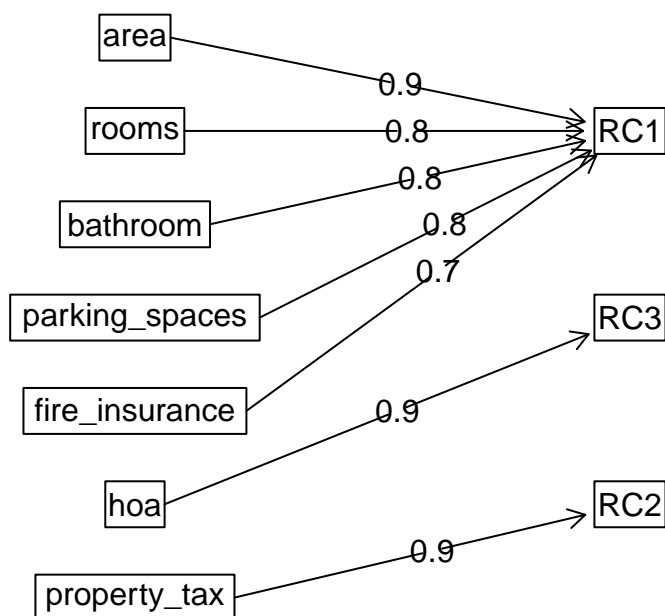 area
0.9
rooms
0.8
RC1
0.8
bathroom
0.8
0.7
parking_spaces
RC3
fire_insurance
0.9
hoa
RC2
0.9
property_tax